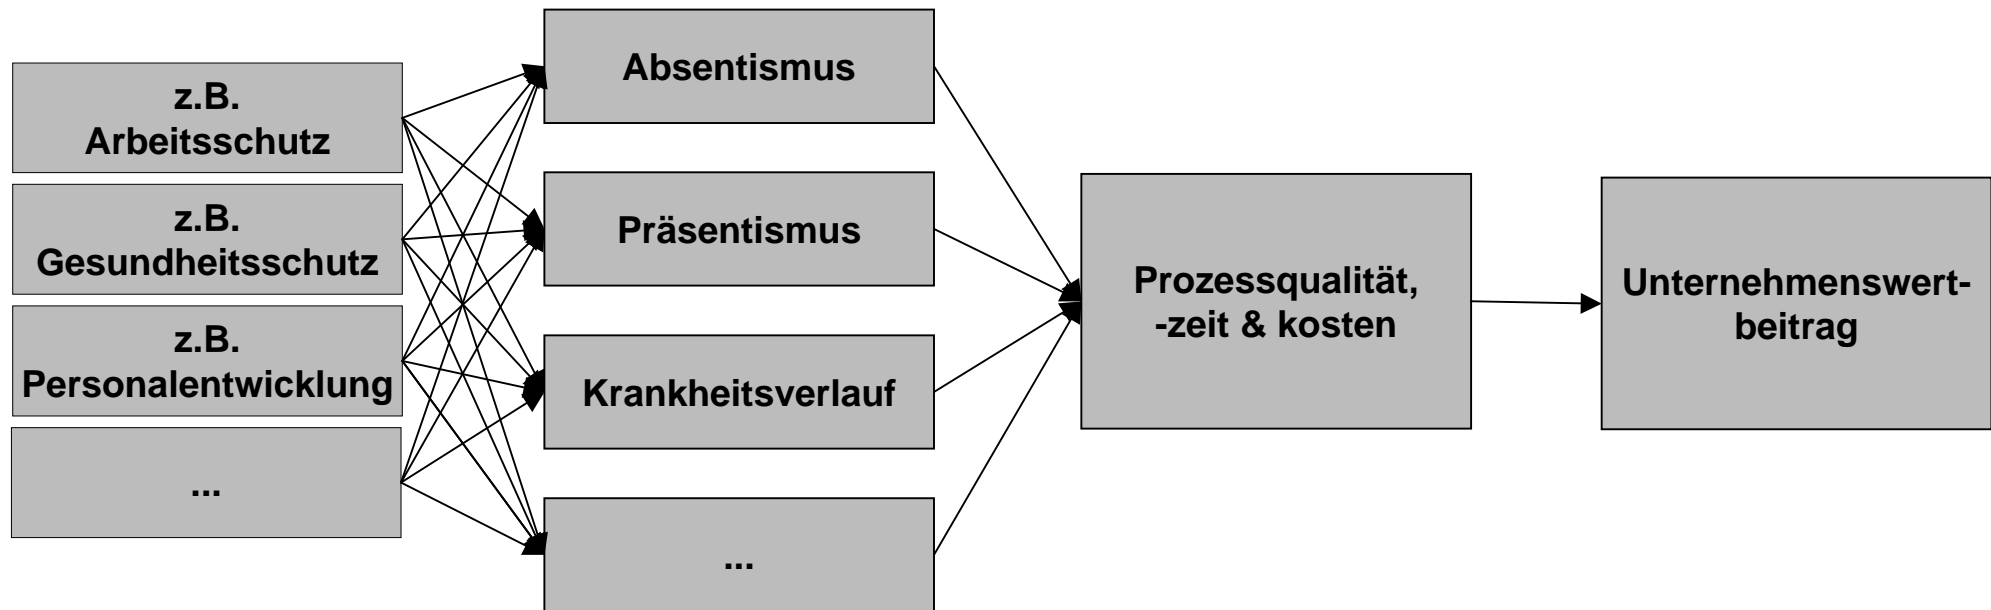 z.B.
Arbeitsschutz
z.B.
Gesundheitsschutz
z.B.
Personalentwicklung
...
Absentismus
Präsentismus
Krankheitsverlauf
...
Prozessqualität,
-zeit & kosten
Unternehmenswert-
beitrag